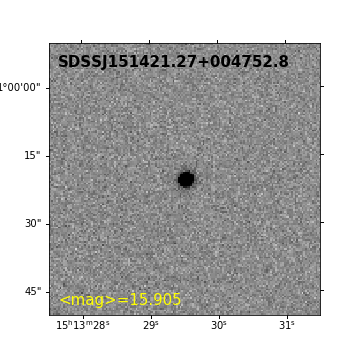 SDSSJ151421.27+004752.8
1°00'00"
15"
30"
45"
<mag>=15.905
15ʰ13ᵐ28ˢ 29ˢ 30ˢ 31ˢ